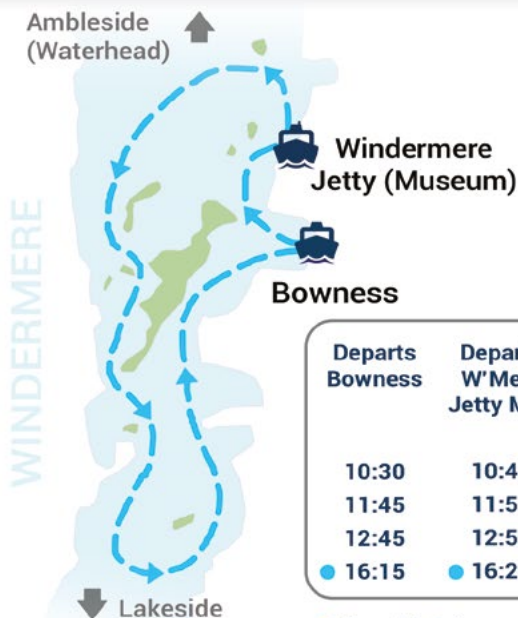 Ambleside
(Waterhead)
Windermere
Jetty (Museum)
WINDERMERE
Bowness
Departs
Bowness
10:30
11:45
12:45
16:15
Lakeside